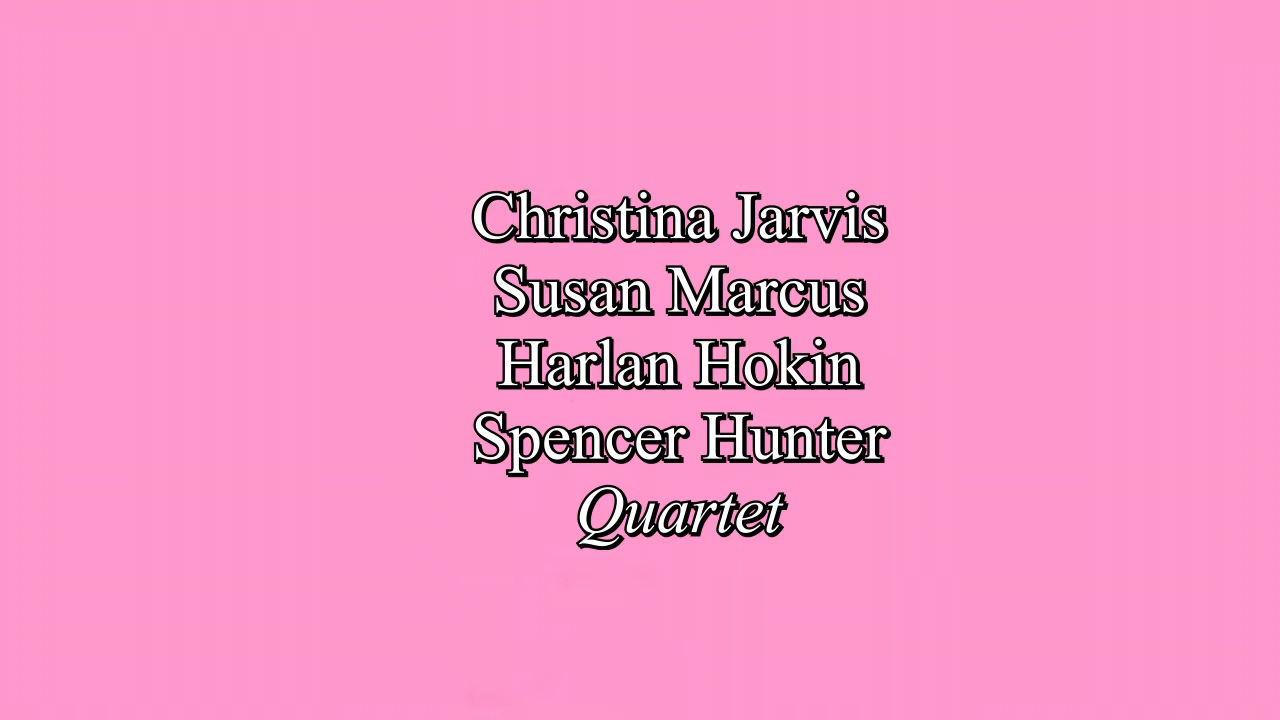 Christina Jarvis
Susan Marcus
Harlan Hokin
Spencer Hunter
Quartet